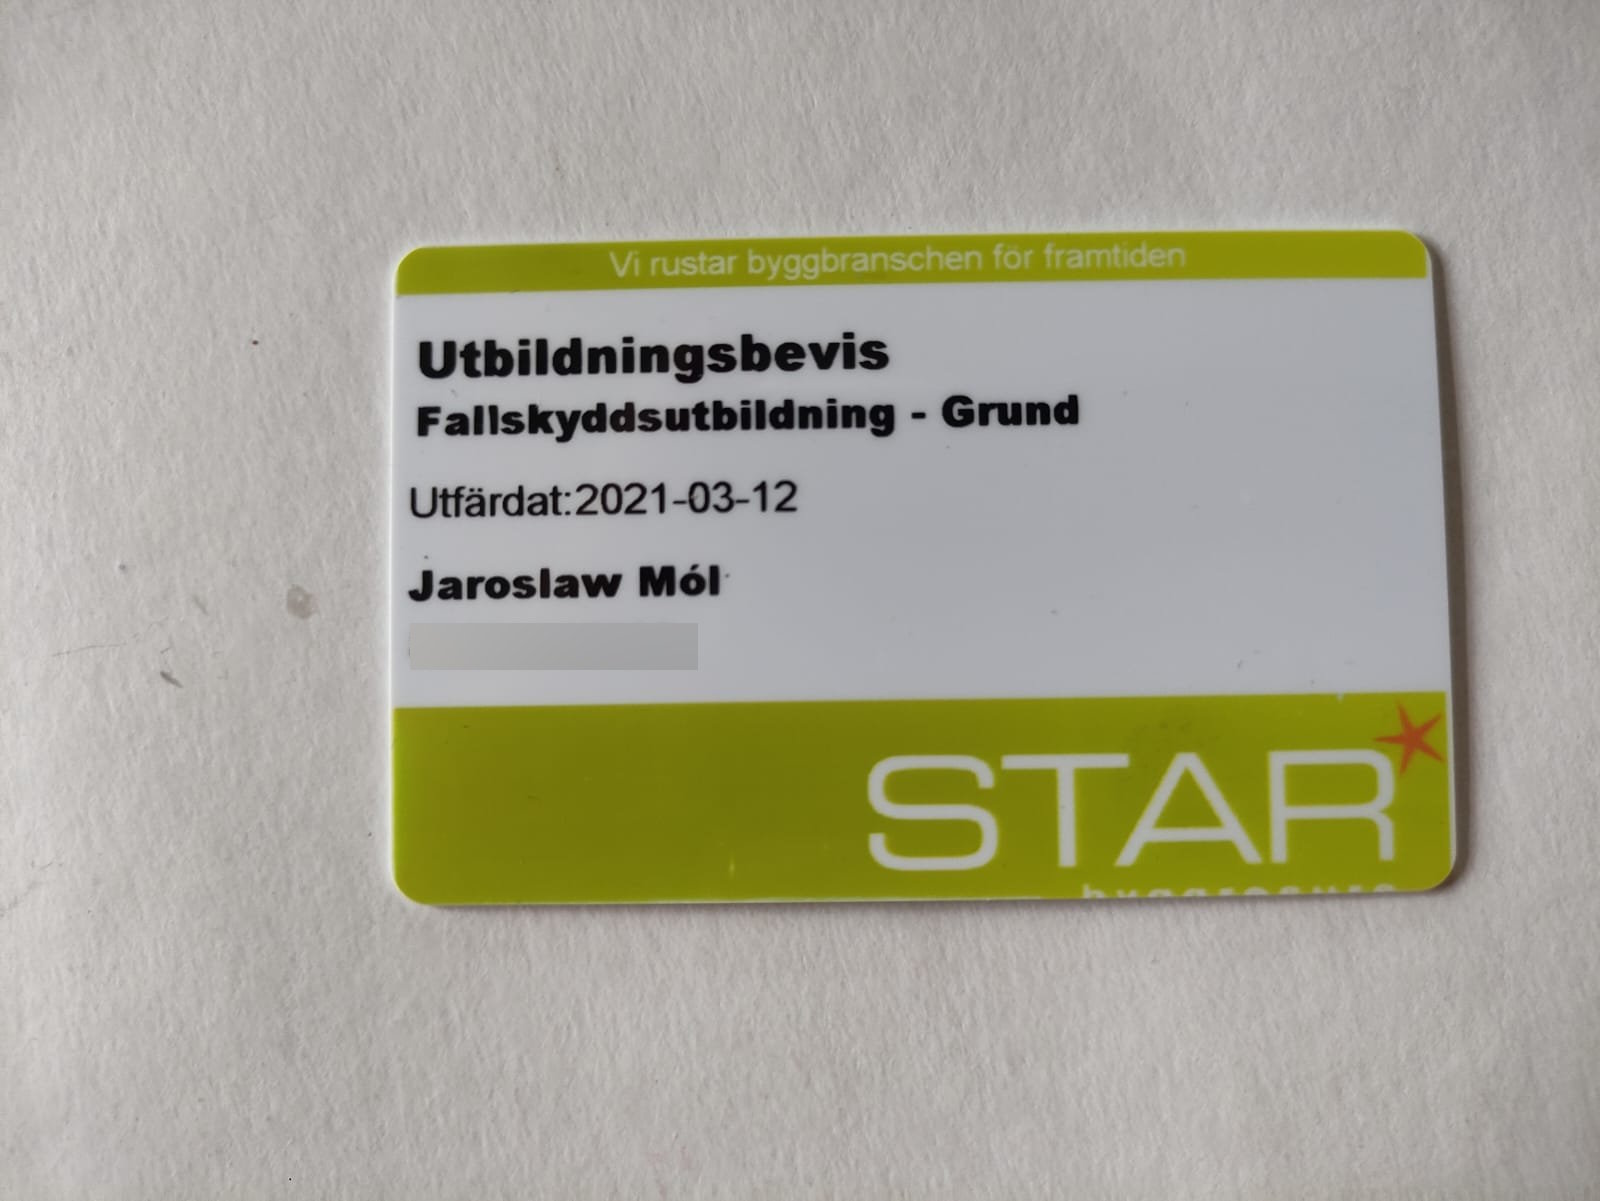 Vi rustar byggbranschen för framtiden
Utbildningsbevis
Fallskyddsutbildning - Grund
Utfärdat:2021-03-12
Jaroslaw Mól
STAR